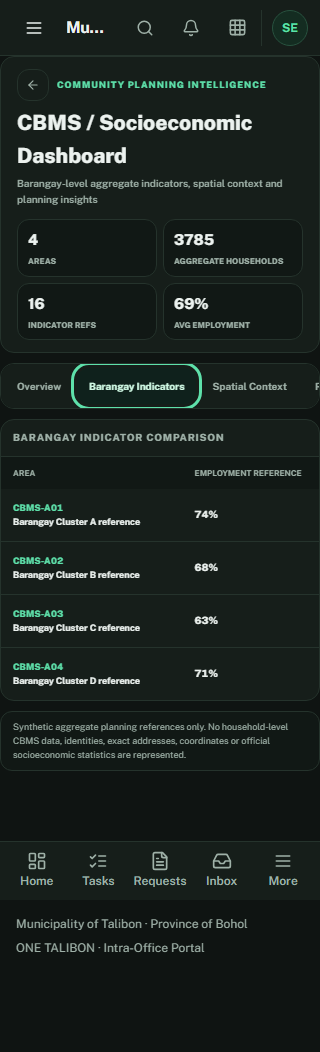 Mu...
SE
COMMUNITY PLANNING INTELLIGENCE
CBMS / Socioeconomic
Dashboard
Barangay-level aggregate indicators, spatial context and
planning insights
4
AREAS
3785
AGGREGATE HOUSEHOLDS
16
INDICATOR REFS
69%
AVG EMPLOYMENT
Overview
Barangay Indicators
Spatial Context
BARANGAY INDICATOR COMPARISON
AREA
EMPLOYMENT REFERENCE
CBMS-A01
Barangay Cluster A reference
74%
CBMS-A02
Barangay Cluster B reference
68%
CBMS-A03
Barangay Cluster C reference
63%
CBMS-A04
Barangay Cluster D reference
71%
Synthetic aggregate planning references only. No household-level
CBMS data, identities, exact addresses, coordinates or official
socioeconomic statistics are represented.
Home
Tasks
Requests
Inbox
More
Municipality of Talibon · Province of Bohol
ONE TALIBON · Intra-Office Portal